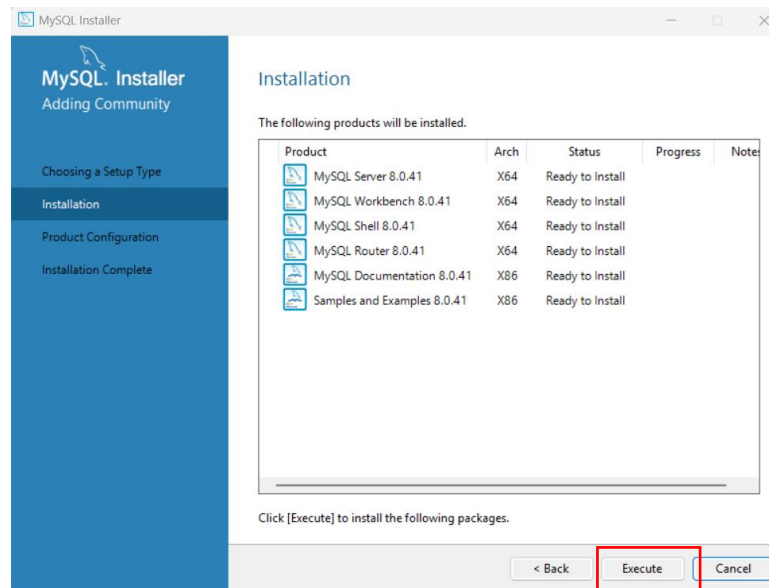 MySQL Installer
MySQL. Installer
Adding Community
Choosing a Setup Type
Installation
Product Configuration
Installation Complete
Installation
The following products will be installed.
Product Arch Status Progress Notes
MySQL Server 8.0.41 X64 Ready to Install
MySQL Workbench 8.0.41 X64 Ready to Install
MySQL Shell 8.0.41 X64 Ready to Install
MySQL Router 8.0.41 X64 Ready to Install
MySQL Documentation 8.0.41 X86 Ready to Install
Samples and Examples 8.0.41 X86 Ready to Install
Click [Execute] to install the following packages.
< Back Execute Cancel